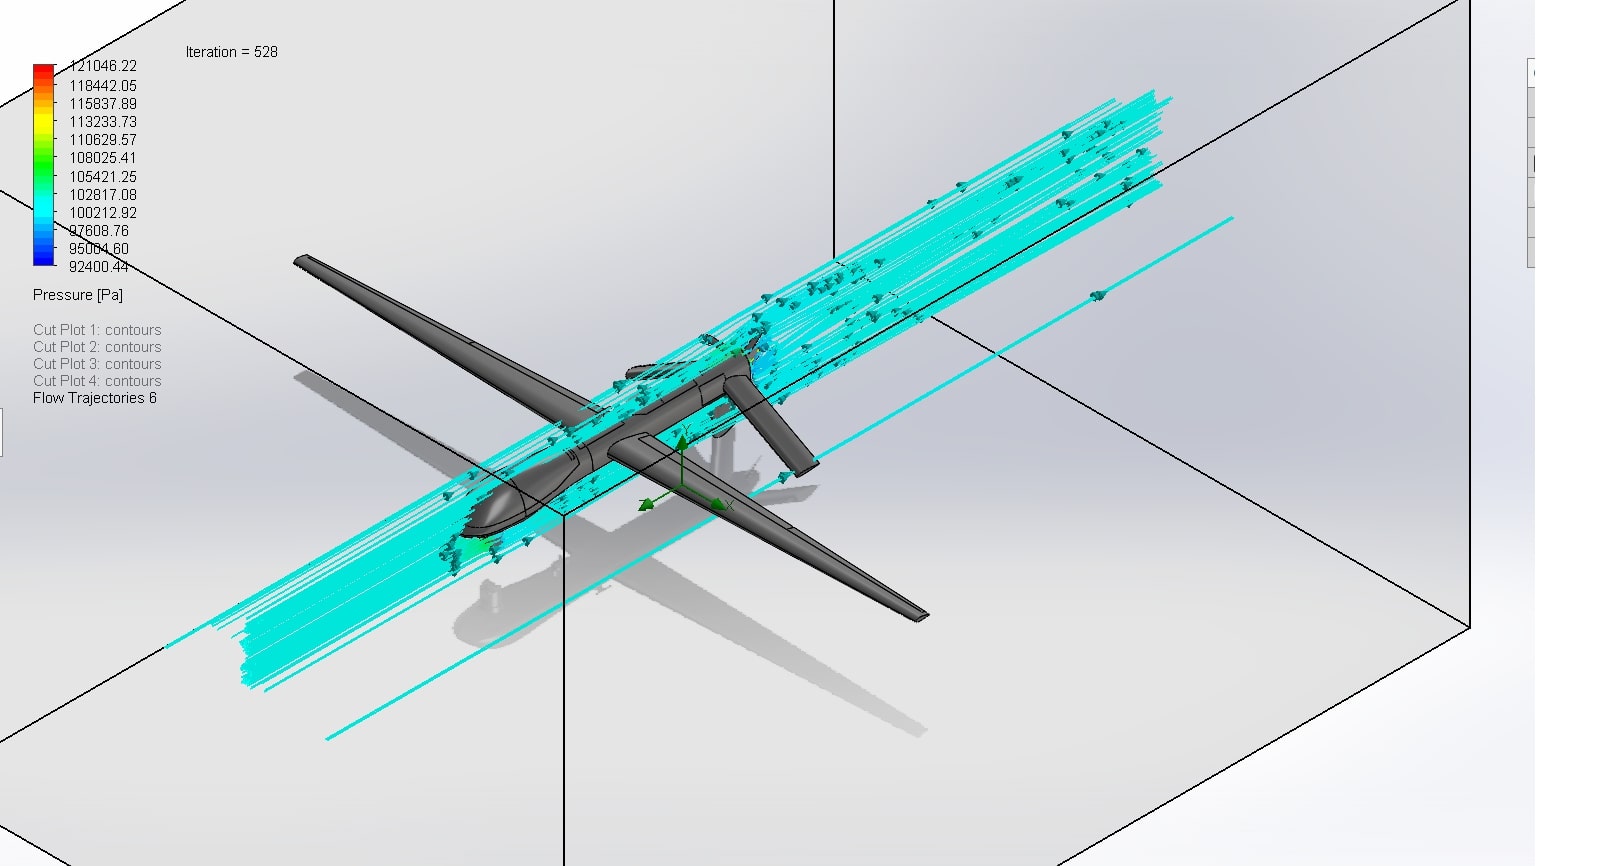 Iteration = 528
121046.22
118442.05
115837.89
113233.73
110629.57
108025.41
105421.25
102817.08
100212.92
97608.76
95004.60
92400.44
Pressure [Pa]
Cut Plot 1: contours
Cut Plot 2: contours
Cut Plot 3: contours
Cut Plot 4: contours
Flow Trajectories 6
Y
Z
X